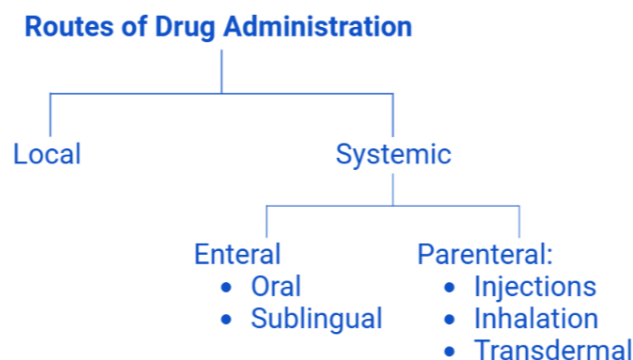 Routes of Drug Administration
Local
Systemic
Enteral
• Oral
• Sublingual
Parenteral:
• Injections
• Inhalation
• Transdermal